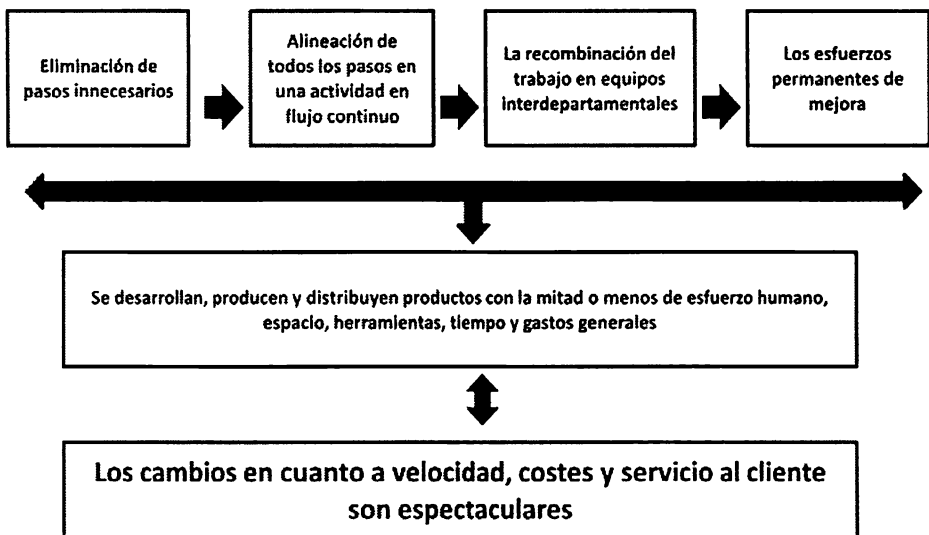 Eliminación de
pasos innecesarios
Alineación de
todos los pasos en
una actividad en
flujo continuo
La recombinación del
trabajo en equipos
interdepartamentales
Los esfuerzos
permanentes de
mejora
Se desarrollan, producen y distribuyen productos con la mitad o menos de esfuerzo humano,
espacio, herramientas, tiempo y gastos generales
Los cambios en cuanto a velocidad, costes y servicio al cliente
son espectaculares